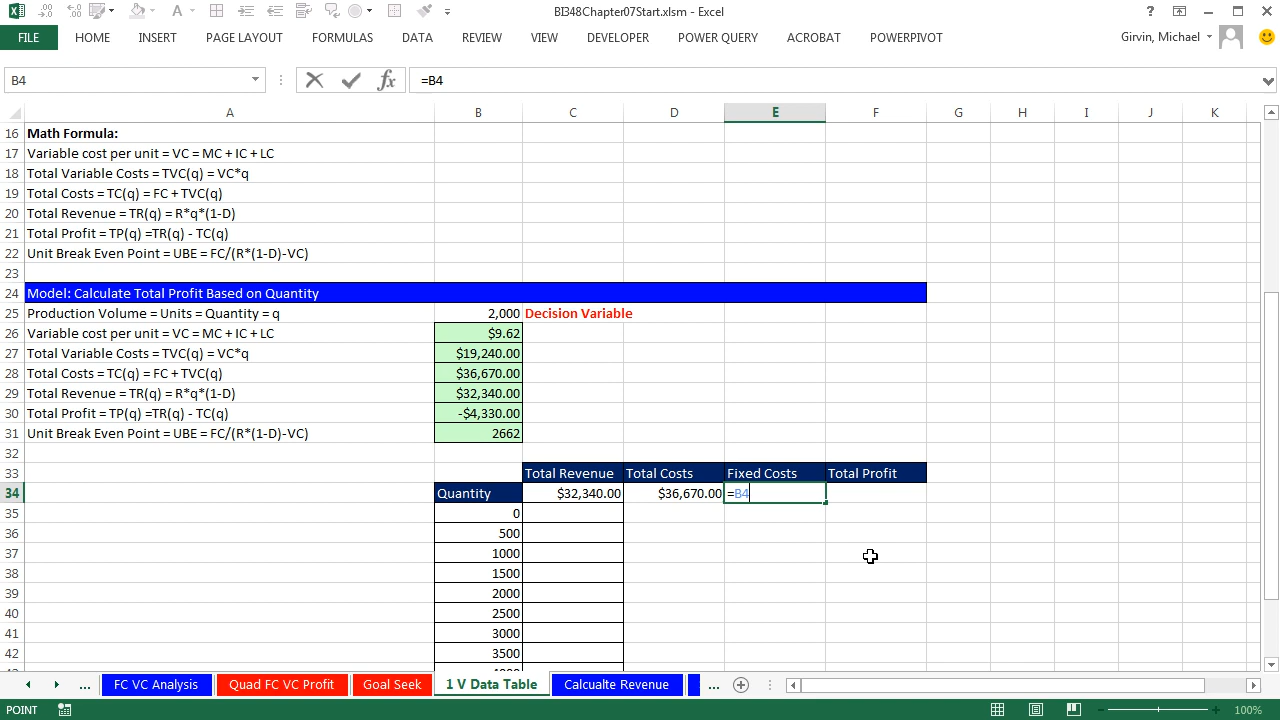 BI348Chapter07Start.xlsm - Excel
FILE HOME INSERT PAGE LAYOUT FORMULAS DATA REVIEW VIEW DEVELOPER POWER QUERY ACROBAT POWERPIVOT Girvin, Michael
B4 =B4
A B C D E F G H I J K
16 Math Formula:
17 Variable cost per unit = VC = MC + IC + LC
18 Total Variable Costs = TVC(q) = VC*q
19 Total Costs = TC(q) = FC + TVC(q)
20 Total Revenue = TR(q) = R*q*(1-D)
21 Total Profit = TP(q) =TR(q) - TC(q)
22 Unit Break Even Point = UBE = FC/(R*(1-D)-VC)
23
24 Model: Calculate Total Profit Based on Quantity
25 Production Volume = Units = Quantity = q 2,000 Decision Variable
26 Variable cost per unit = VC = MC + IC + LC $9.62
27 Total Variable Costs = TVC(q) = VC*q $19,240.00
28 Total Costs = TC(q) = FC + TVC(q) $36,670.00
29 Total Revenue = TR(q) = R*q*(1-D) $32,340.00
30 Total Profit = TP(q) =TR(q) - TC(q) -$4,330.00
31 Unit Break Even Point = UBE = FC/(R*(1-D)-VC) 2662
32
33 Total Revenue Total Costs Fixed Costs Total Profit
34 Quantity $32,340.00 $36,670.00 =B4
35 0
36 500
37 1000
38 1500
39 2000
40 2500
41 3000
42 3500
... FC VC Analysis Quad FC VC Profit Goal Seek 1 V Data Table Calcualte Revenue ...
POINT 100%